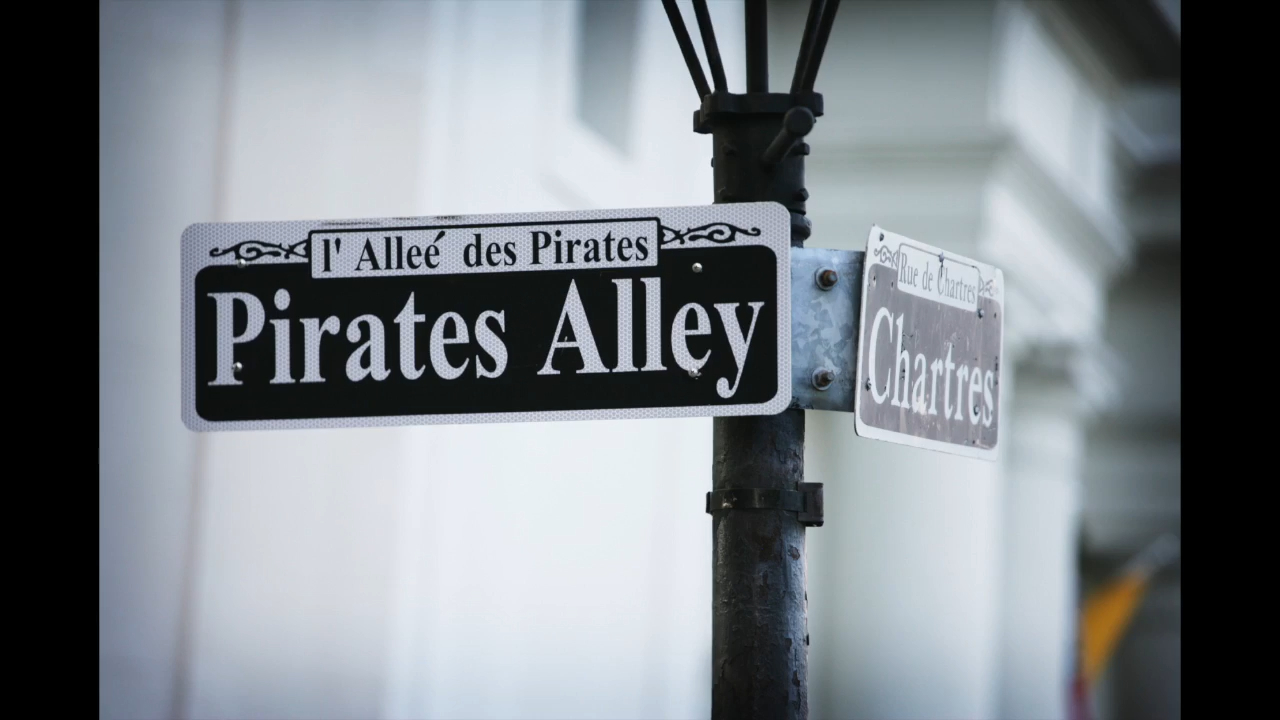 l' Alleé des Pirates
Pirates Alley
Rue de Chartres
Chartres